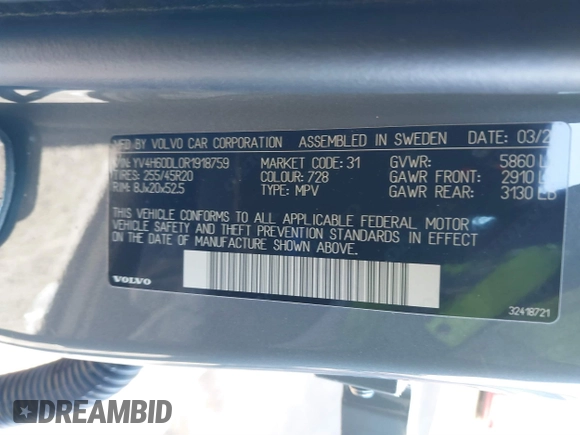 MFD BY VOLVO CAR CORPORATION ASSEMBLED IN SWEDEN DATE: 03/2
VIN: YV4H60DL0R1918759 MARKET CODE: 31 GVWR: 5860 L
TIRES: 255/45R20 COLOUR: 728 GAWR FRONT: 2910 L
RIM: 8Jx20x52,5 TYPE: MPV GAWR REAR: 3130 LB
THIS VEHICLE CONFORMS TO ALL APPLICABLE FEDERAL MOTOR
VEHICLE SAFETY AND THEFT PREVENTION STANDARDS IN EFFECT
ON THE DATE OF MANUFACTURE SHOWN ABOVE.
VOLVO
32418721
DREAMBID